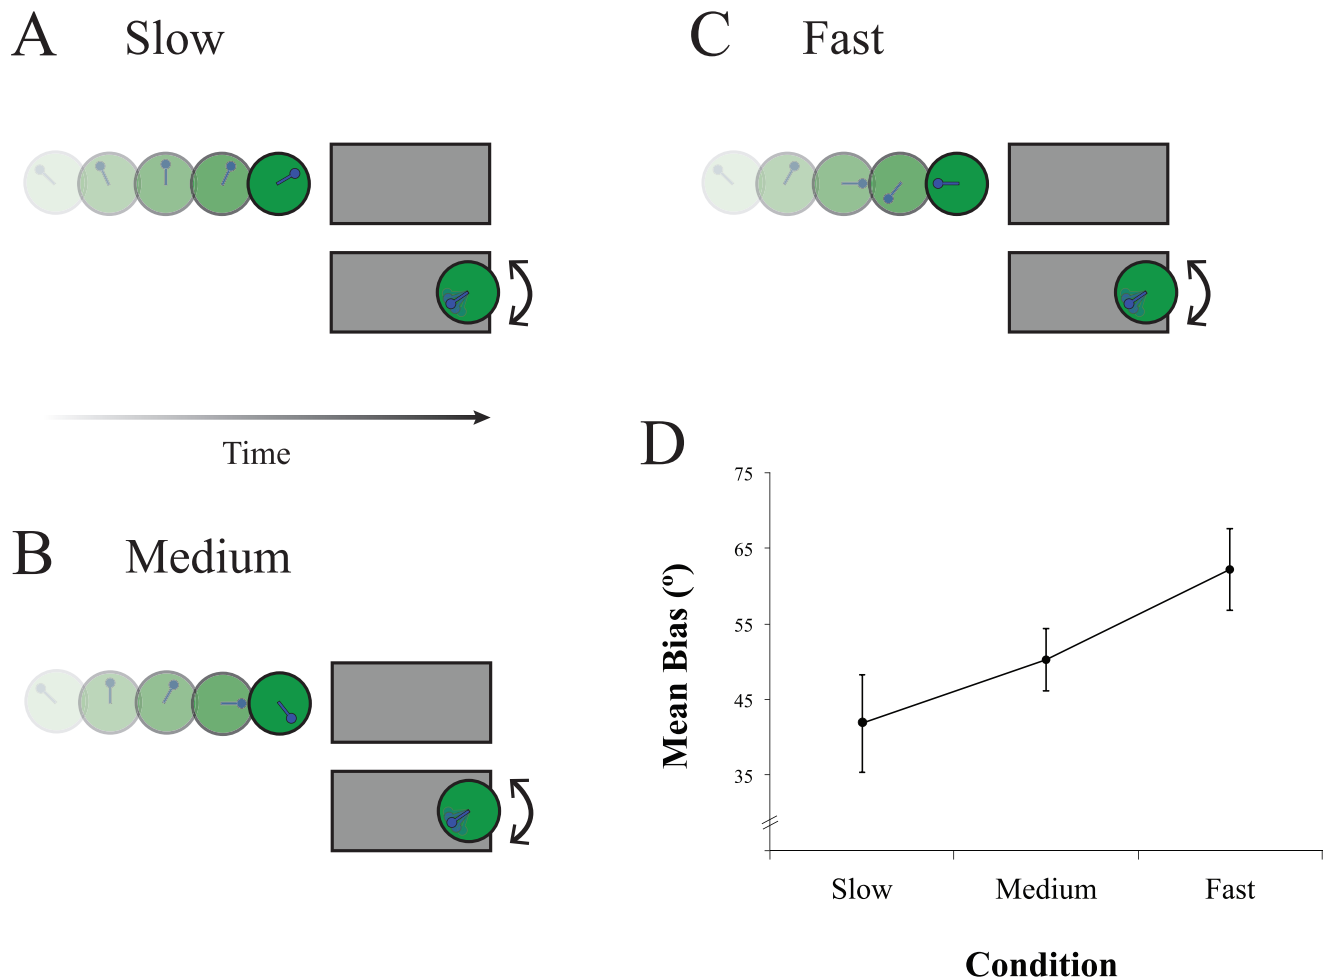 A Slow
C Fast
Time
B Medium
D
75
65
55
45
35
Mean Bias (º)
Slow Medium Fast
Condition